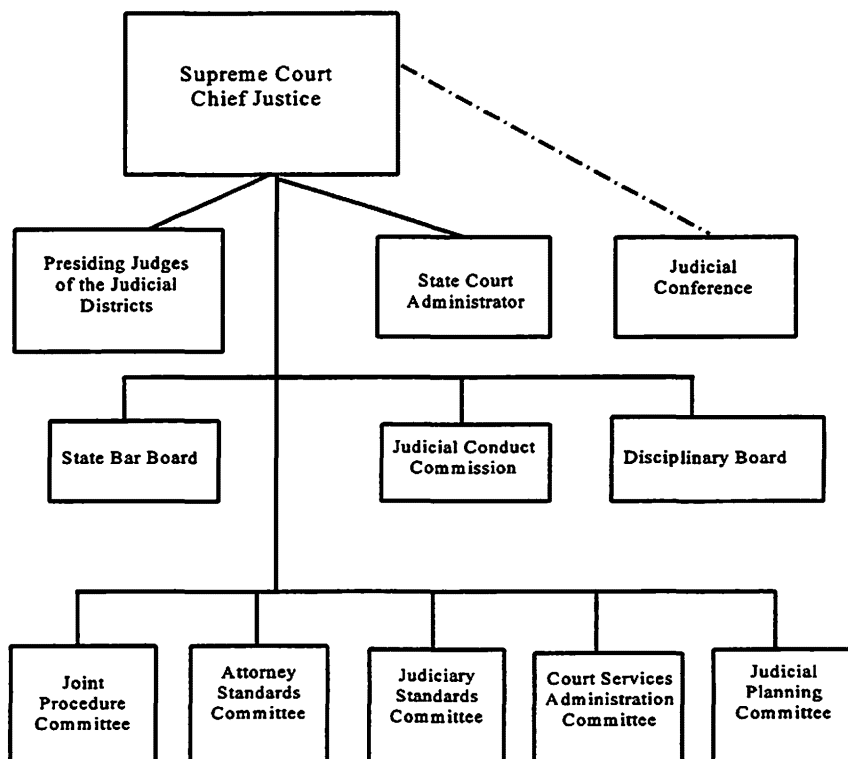 Supreme Court
Chief Justice
Presiding Judges
of the Judicial
Districts
State Court
Administrator
Judicial
Conference
State Bar Board
Judicial Conduct
Commission
Disciplinary Board
Joint
Procedure
Committee
Attorney
Standards
Committee
Judiciary
Standards
Committee
Court Services
Administration
Committee
Judicial
Planning
Committee